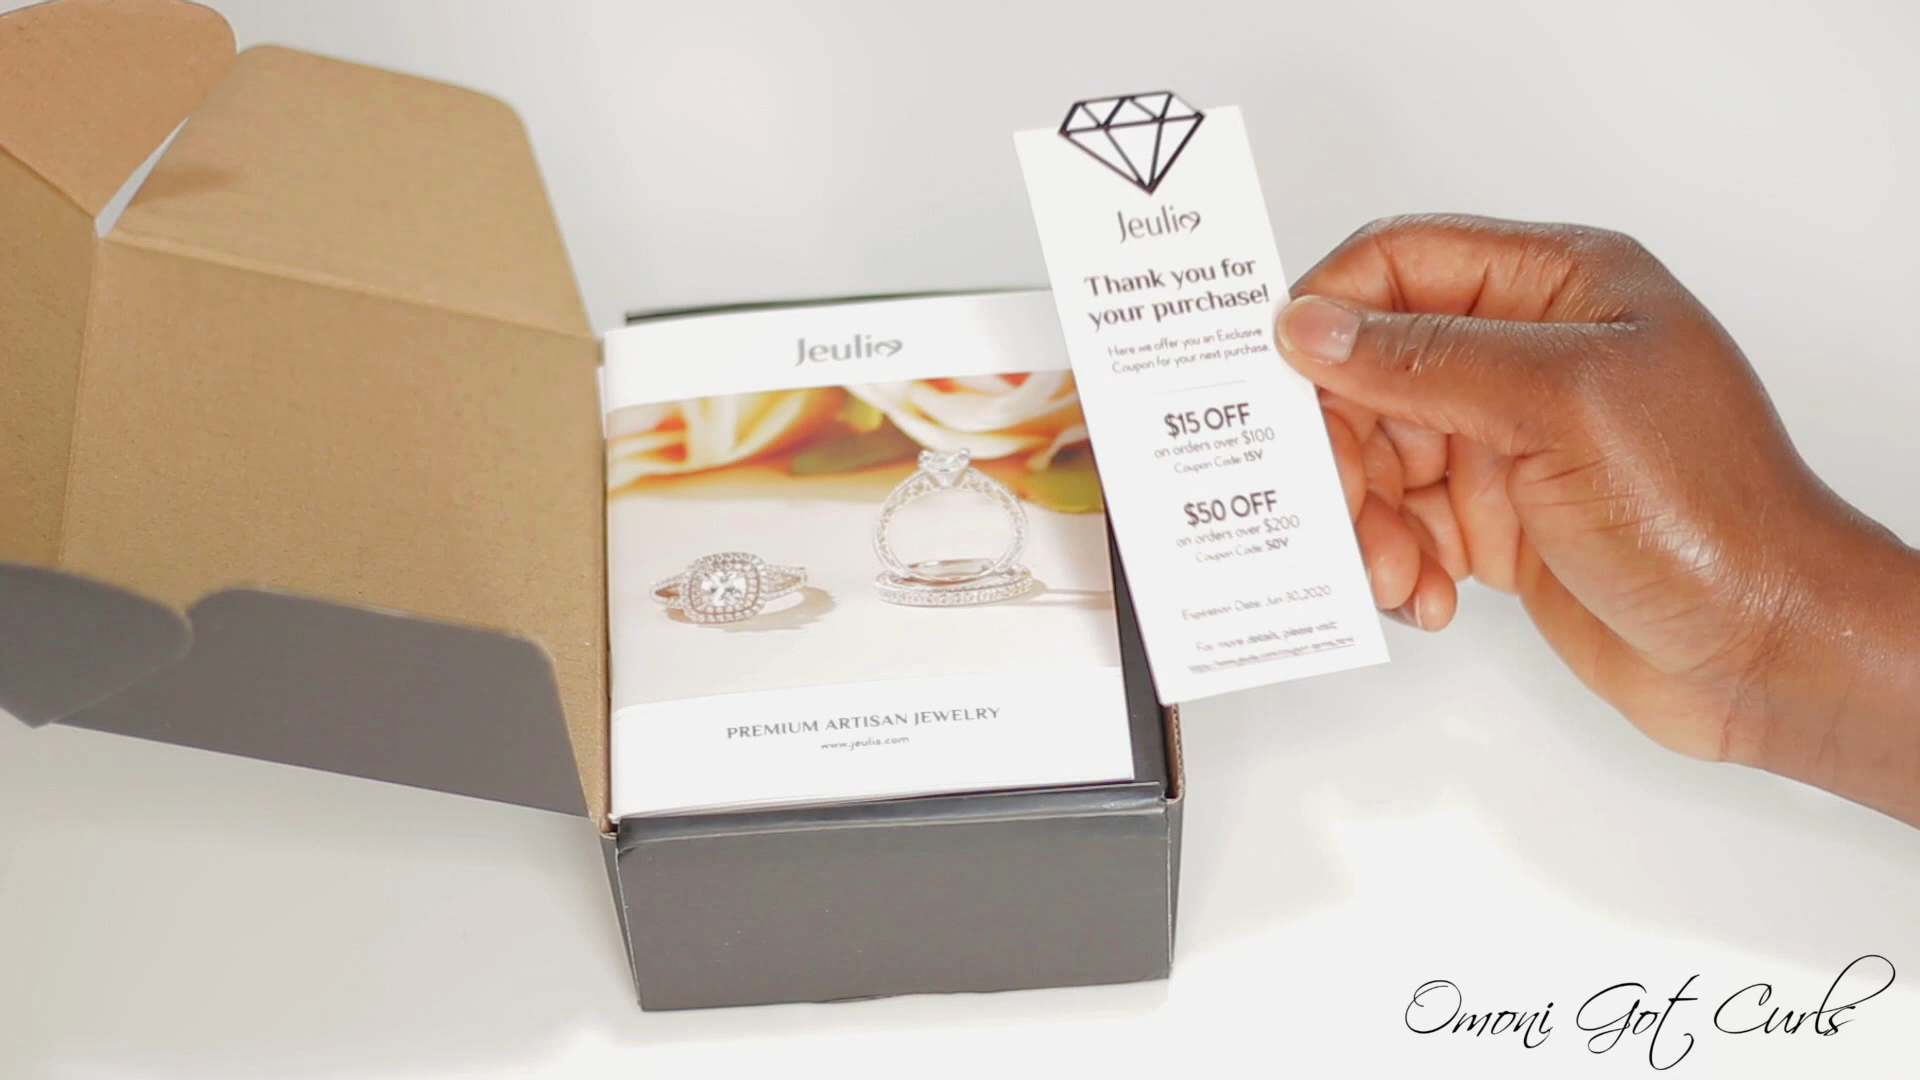 Jeulia
Thank you for
your purchase!
Here we offer you an Exclusive
Coupon for your next purchase.
$15 OFF
on orders over $100
Coupon Code: 15V
$50 OFF
on orders over $200
Coupon Code: 50V
Expiration Date: Jun 30,2020
For more details, please visit:
Jeulia
PREMIUM ARTISAN JEWELRY
www.jeulia.com
Omoni Got Curls